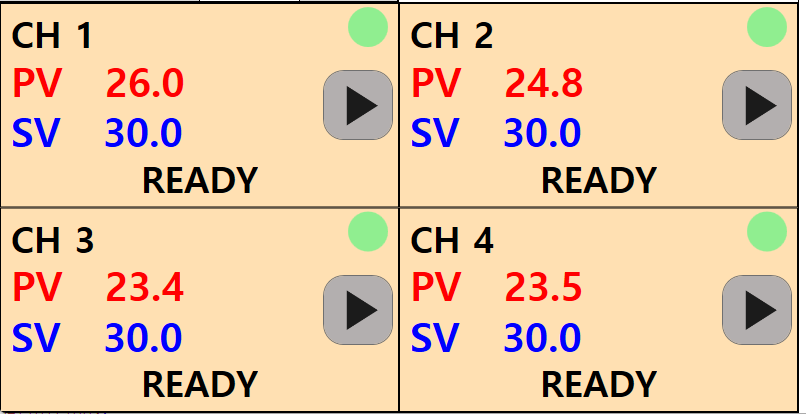 CH 1
PV 26.0
SV 30.0
READY
CH 2
PV 24.8
SV 30.0
READY
CH 3
PV 23.4
SV 30.0
READY
CH 4
PV 23.5
SV 30.0
READY